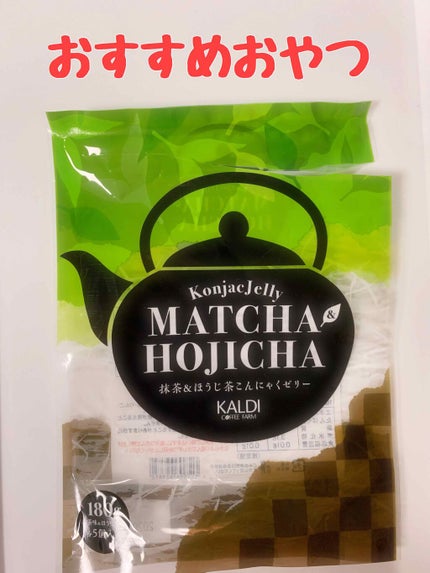 おすすめおやつ
KonjacJelly
MATCHA &
HOJICHA
抹茶&ほうじ茶こんにゃくゼリー
KALDI
COFFEE FARM
180g